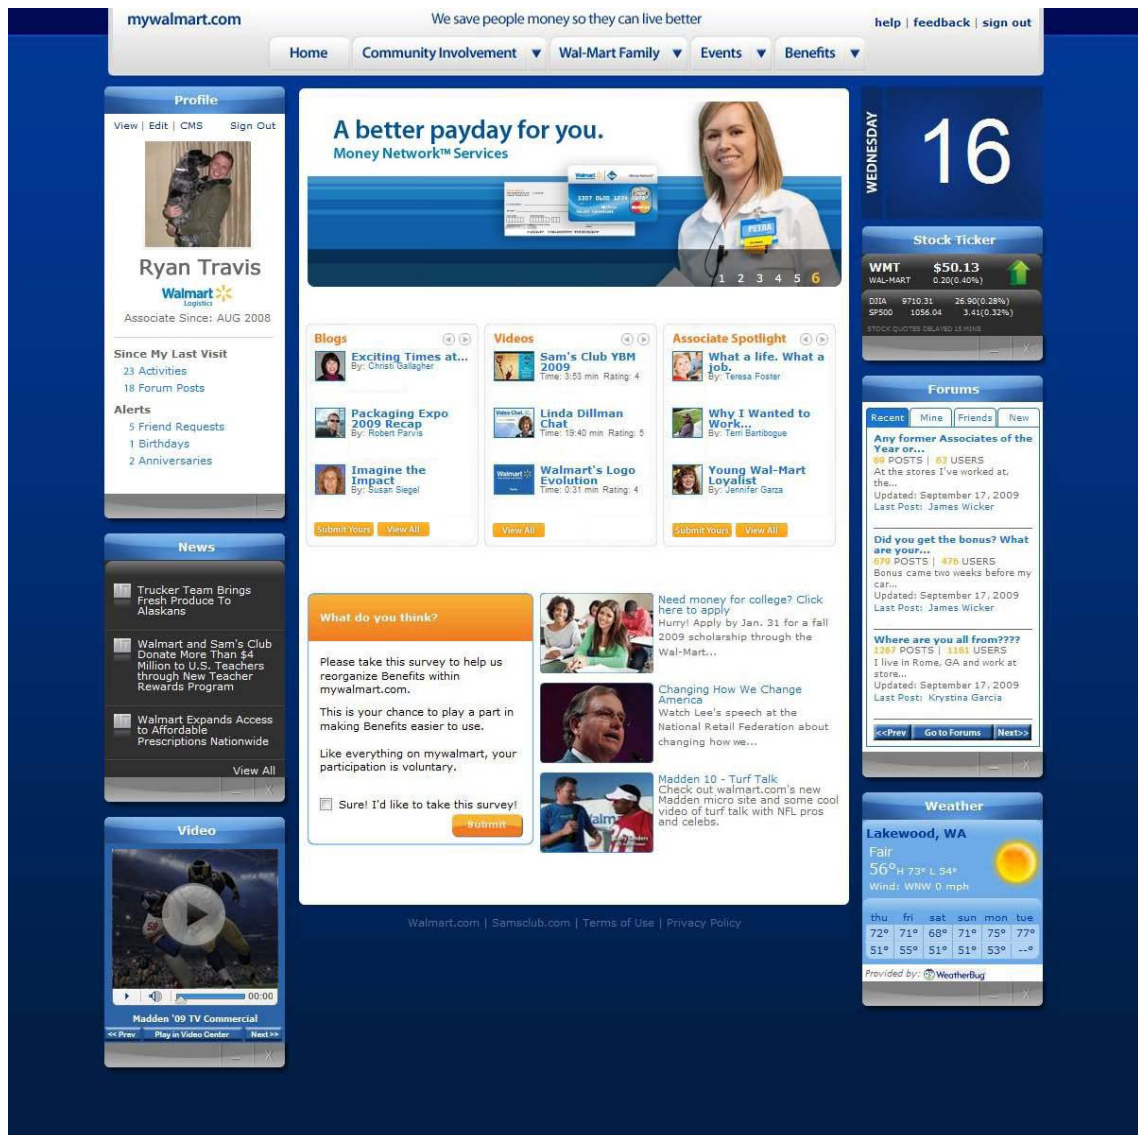 mywalmart.com
We save people money so they can live better
help | feedback | sign out
Home
Community Involvement ▼
Wal-Mart Family ▼
Events ▼
Benefits ▼
Profile
View | Edit | CMS
Sign Out
Ryan Travis
Walmart
Logistics
Associate Since: AUG 2008
Since My Last Visit
23 Activities
18 Forum Posts
Alerts
5 Friend Requests
1 Birthdays
2 Anniversaries
News
Trucker Team Brings
Fresh Produce To
Alaskans
Walmart and Sam's Club
Donate More Than $4
Million to U.S. Teachers
through New Teacher
Rewards Program
Walmart Expands Access
to Affordable
Prescriptions Nationwide
View All
Video
00:00
Madden '09 TV Commercial
<< Prev
Play in Video Center
Next >>
A better payday for you.
Money Network™ Services
PETRA
1 2 3 4 5 6
Blogs
Exciting Times at...
By: Christi Gallagher
Packaging Expo
2009 Recap
By: Robert Parvis
Imagine the
Impact
By: Susan Siegel
Submit Yours
View All
Videos
Sam's Club YBM
2009
Time: 3:53 min Rating: 4
Linda Dillman
Chat
Time: 19:40 min Rating: 5
Walmart's Logo
Evolution
Time: 0:31 min Rating: 4
View All
Associate Spotlight
What a life. What a
job.
By: Teresa Foster
Why I Wanted to
Work...
By: Terri Bartibogue
Young Wal-Mart
Loyalist
By: Jennifer Garza
Submit Yours
View All
What do you think?
Please take this survey to help us
reorganize Benefits within
mywalmart.com.
This is your chance to play a part in
making Benefits easier to use.
Like everything on mywalmart, your
participation is voluntary.
Sure! I'd like to take this survey!
Submit
Need money for college? Click
here to apply
Hurry! Apply by Jan. 31 for a fall
2009 scholarship through the
Wal-Mart...
Changing How We Change
America
Watch Lee's speech at the
National Retail Federation about
changing how we...
Madden 10 - Turf Talk
Check out walmart.com's new
Madden micro site and some cool
video of turf talk with NFL pros
and celebs.
Walmart.com | Samsclub.com | Terms of Use | Privacy Policy
WEDNESDAY
16
Stock Ticker
WMT $50.13
WAL-MART 0.20(0.40%)
DJIA 9710.31 26.90(0.28%)
SP500 1056.04 3.41(0.32%)
STOCK QUOTES DELAYED 15 MINS
Forums
Recent
Mine
Friends
New
Any former Associates of the
Year or...
69 POSTS | 63 USERS
At the stores I've worked at,
the...
Updated: September 17, 2009
Last Post: James Wicker
Did you get the bonus? What
are your...
679 POSTS | 476 USERS
Bonus came two weeks before my
car...
Updated: September 17, 2009
Last Post: James Wicker
Where are you all from????
1267 POSTS | 1161 USERS
I live in Rome, GA and work at
store...
Updated: September 17, 2009
Last Post: Krystina Garcia
<<Prev
Go to Forums
Next>>
Weather
Lakewood, WA
Fair
56° H 73° L 54°
Wind: WNW 0 mph
thu fri sat sun mon tue
72° 71° 68° 71° 75° 77°
51° 55° 51° 51° 53° --°
Provided by: WeatherBug